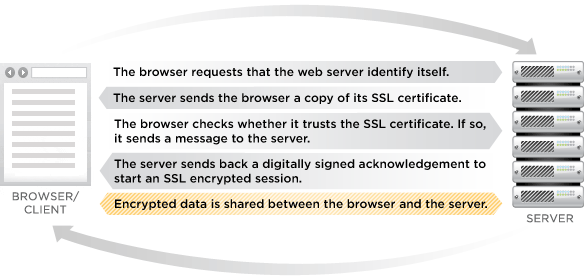 The browser requests that the web server identify itself.
The server sends the browser a copy of its SSL certificate.
The browser checks whether it trusts the SSL certificate. If so,
it sends a message to the server.
The server sends back a digitally signed acknowledgement to
start an SSL encrypted session.
Encrypted data is shared between the browser and the server.
BROWSER/
CLIENT
SERVER